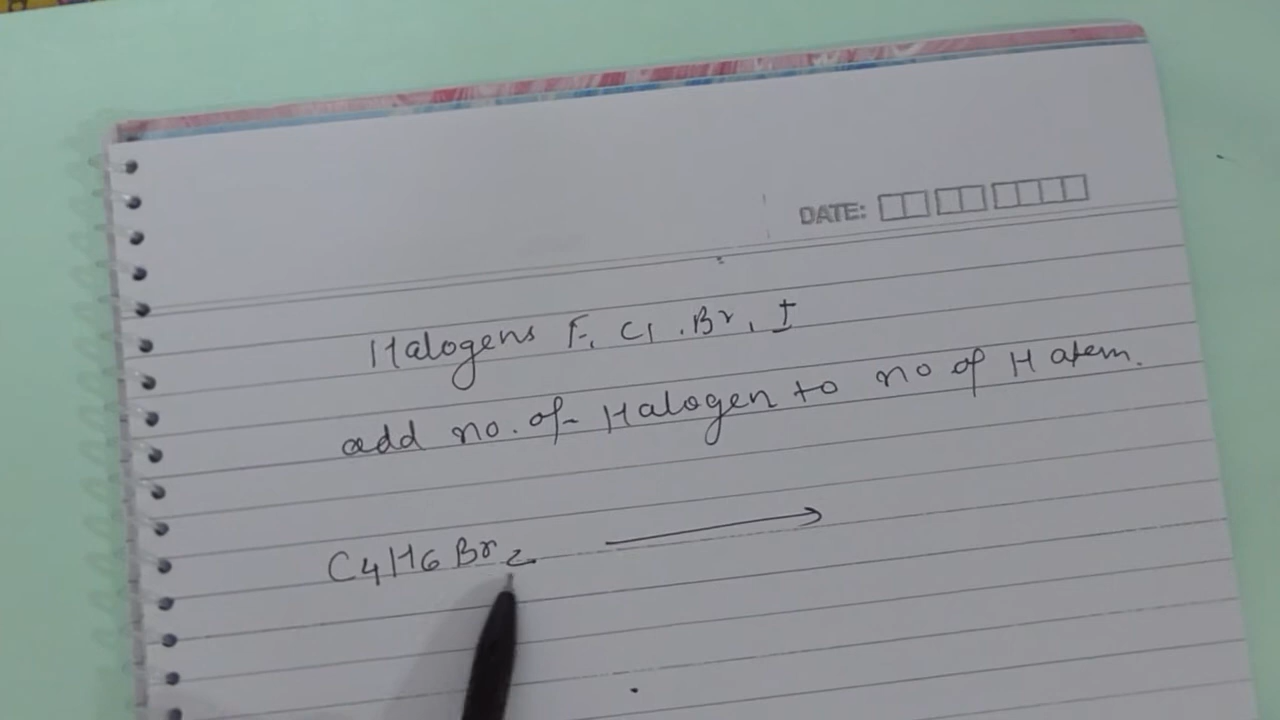 DATE:
Halogens F, Cl, Br, I
add no. of Halogen to no of H atom.
C4H6Br2 ⟶